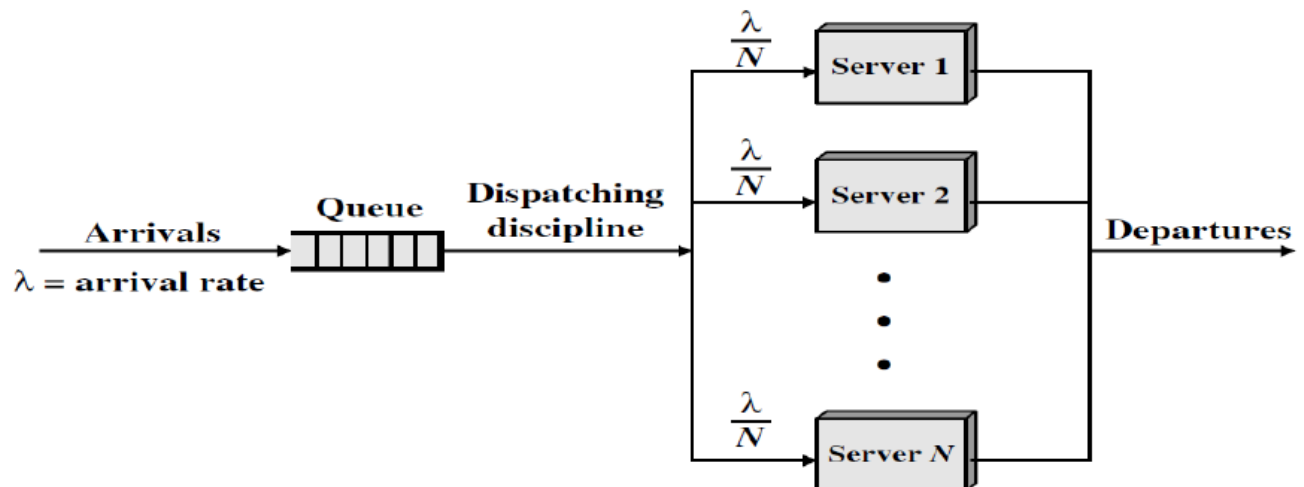 λ
N
Server 1
λ
N
Server 2
Queue
Dispatching
discipline
Arrivals
λ = arrival rate
Departures
λ
N
Server N